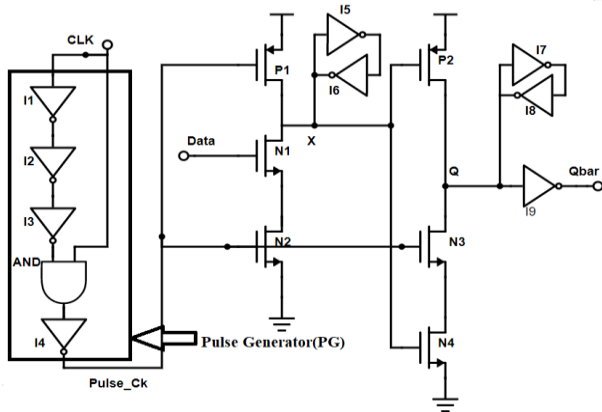 CLK
I5
I7
I1
P1
I6
P2
I8
Data
N1
X
I2
Q
Qbar
I9
I3
N2
N3
AND
I4
Pulse Generator(PG)
N4
Pulse_Ck